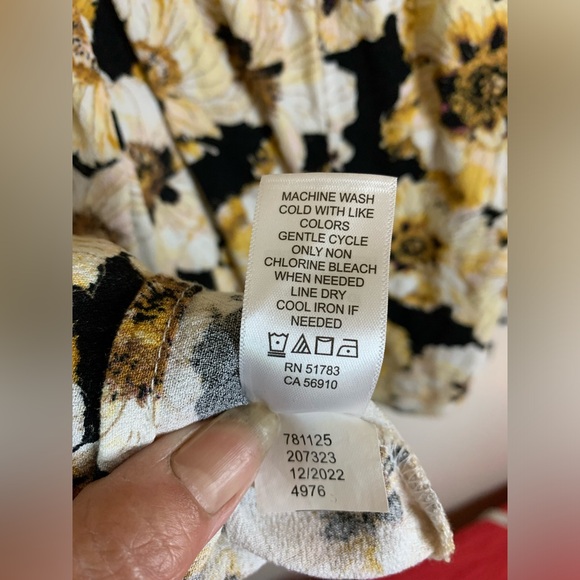 MACHINE WASH
COLD WITH LIKE
COLORS
GENTLE CYCLE
ONLY NON
CHLORINE BLEACH
WHEN NEEDED
LINE DRY
COOL IRON IF
NEEDED
RN 51783
CA 56910
781125
207323
12/2022
4976